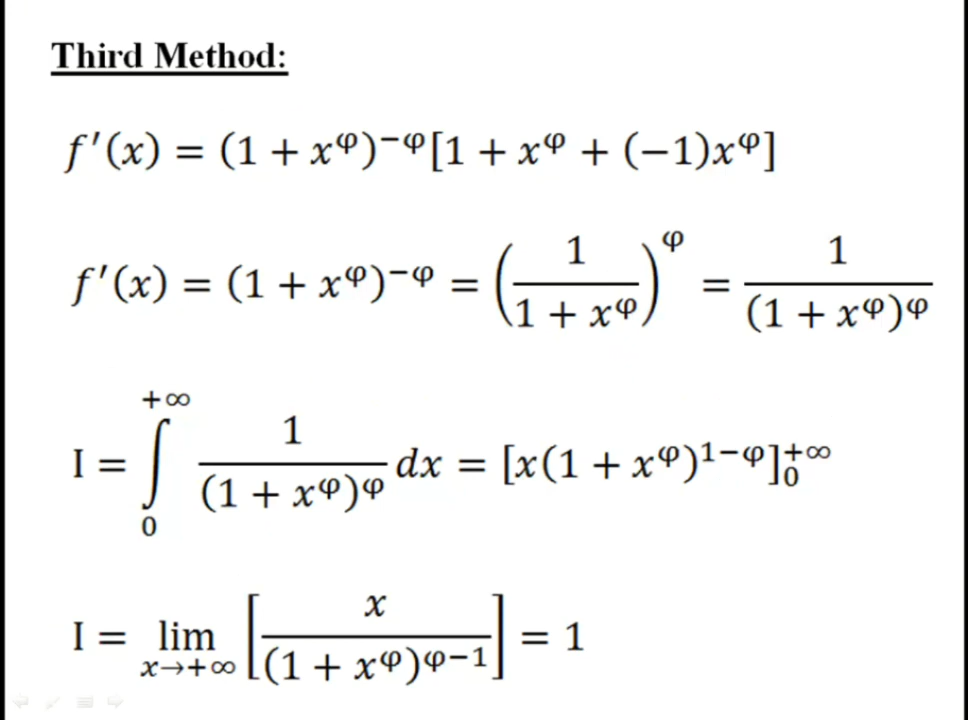 Third Method:
f′(x) = (1 + x^φ)^−φ[1 + x^φ + (−1)x^φ]
f′(x) = (1 + x^φ)^−φ = (1/(1 + x^φ))^φ = 1/(1 + x^φ)^φ
I = ∫_0^+∞ 1/(1 + x^φ)^φ dx = [x(1 + x^φ)^1−φ]_0^+∞
I = lim_x→+∞ [x/(1 + x^φ)^φ−1] = 1